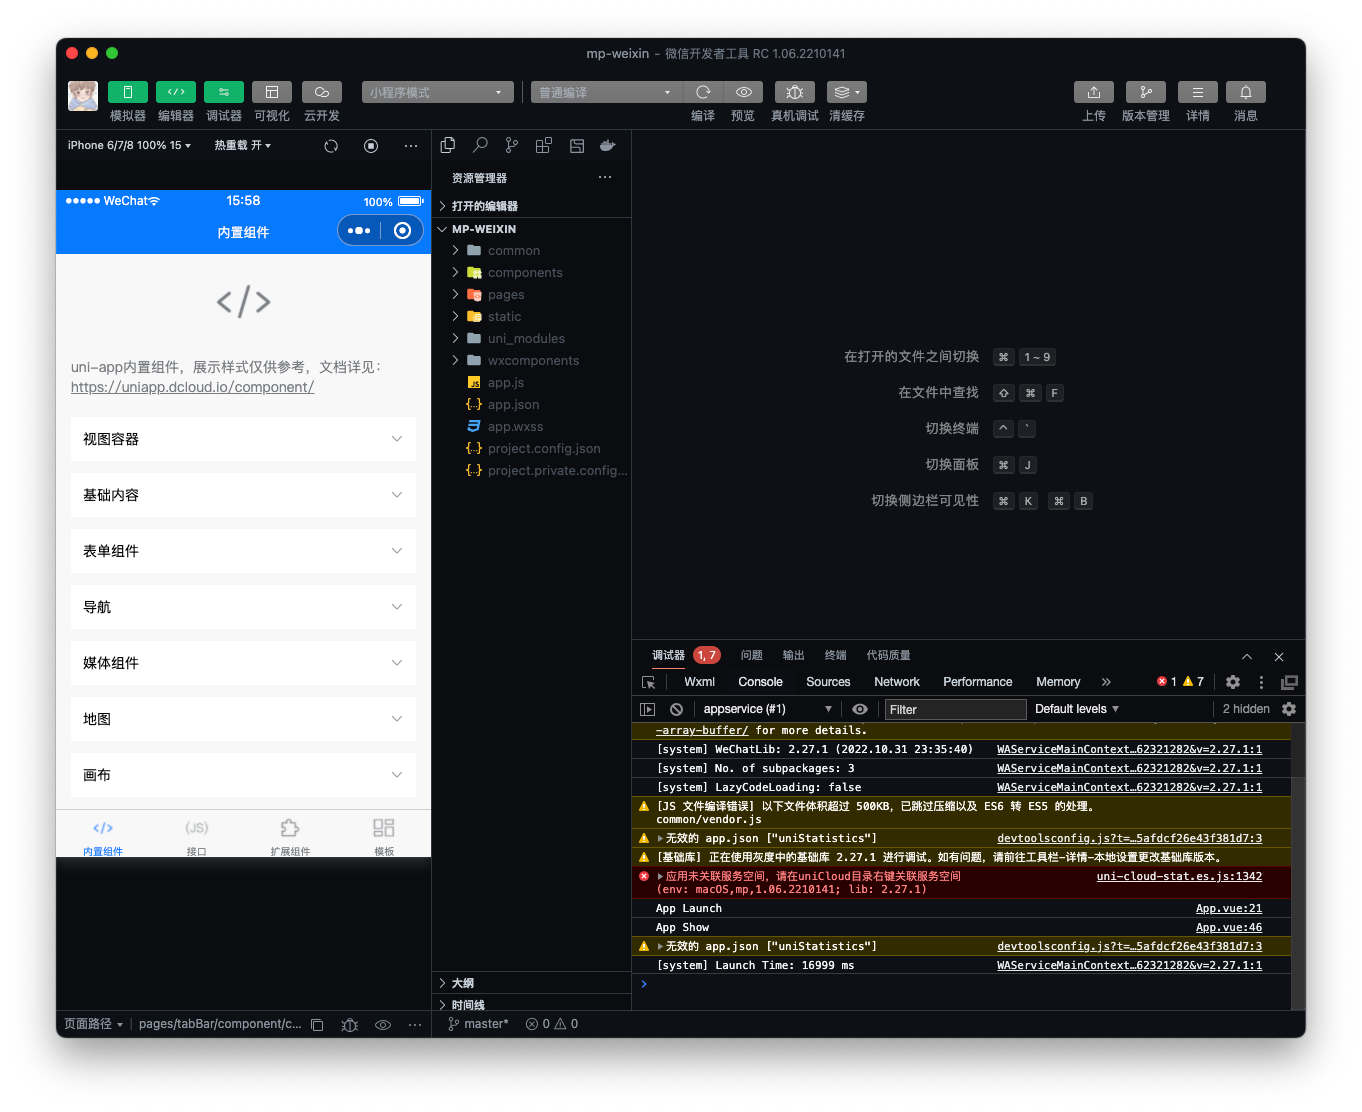 mp-weixin - 微信开发者工具 RC 1.06.2210141
小程序模式
普通编译
模拟器
编辑器
调试器
可视化
云开发
编译
预览
真机调试
清缓存
上传
版本管理
详情
消息
iPhone 6/7/8 100% 15
热重载 开
WeChat
15:58
100%
内置组件
</>
uni-app内置组件，展示样式仅供参考，文档详见：
https://uniapp.dcloud.io/component/
视图容器
基础内容
表单组件
导航
媒体组件
地图
画布
</>
(JS)
内置组件
接口
扩展组件
模板
页面路径
pages/tabBar/component/c...
资源管理器
打开的编辑器
MP-WEIXIN
common
components
pages
static
uni_modules
wxcomponents
JS app.js
{..} app.json
app.wxss
{..} project.config.json
{..} project.private.config...
大纲
时间线
master*
0
0
在打开的文件之间切换 ⌘ 1 ~ 9
在文件中查找 ⇧ ⌘ F
切换终端 ^ `
切换面板 ⌘ J
切换侧边栏可见性 ⌘ K ⌘ B
调试器 1, 7 问题 输出 终端 代码质量
Wxml Console Sources Network Performance Memory » 1 7
appservice (#1) Filter Default levels 2 hidden
-array-buffer/ for more details.
[system] WeChatLib: 2.27.1 (2022.10.31 23:35:40) WAServiceMainContext…62321282&v=2.27.1:1
[system] No. of subpackages: 3 WAServiceMainContext…62321282&v=2.27.1:1
[system] LazyCodeLoading: false WAServiceMainContext…62321282&v=2.27.1:1
[JS 文件编译错误] 以下文件体积超过 500KB，已跳过压缩以及 ES6 转 ES5 的处理。
common/vendor.js
无效的 app.json ["uniStatistics"] devtoolsconfig.js?t=…5afdcf26e43f381d7:3
[基础库] 正在使用灰度中的基础库 2.27.1 进行调试。如有问题，请前往工具栏-详情-本地设置更改基础库版本。
应用未关联服务空间，请在uniCloud目录右键关联服务空间 uni-cloud-stat.es.js:1342
(env: macOS,mp,1.06.2210141; lib: 2.27.1)
App Launch App.vue:21
App Show App.vue:46
无效的 app.json ["uniStatistics"] devtoolsconfig.js?t=…5afdcf26e43f381d7:3
[system] Launch Time: 16999 ms WAServiceMainContext…62321282&v=2.27.1:1